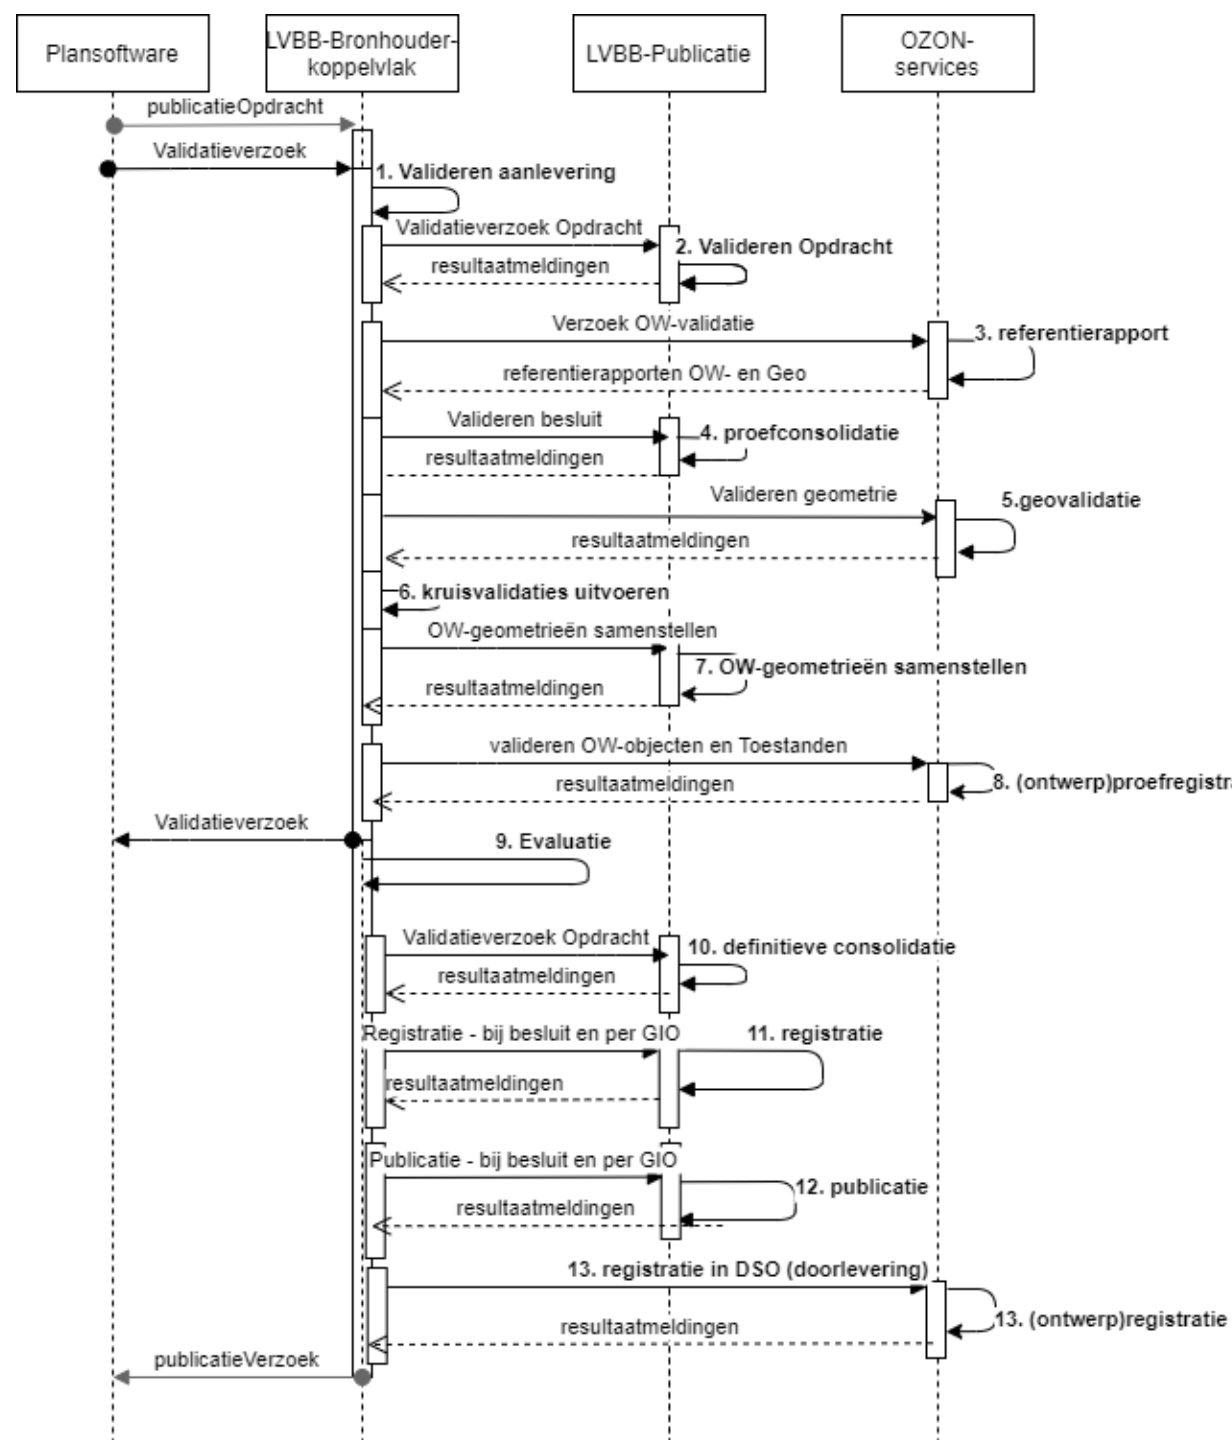 Plansoftware
LVBB-Bronhouder-
koppelvlak
LVBB-Publicatie
OZON-
services
publicatieOpdracht
Validatieverzoek
1. Valideren aanlevering
Validatieverzoek Opdracht
2. Valideren Opdracht
resultaatmeldingen
Verzoek OW-validatie
3. referentierapport
referentierapporten OW- en Geo
Valideren besluit
4. proefconsolidatie
resultaatmeldingen
Valideren geometrie
5.geovalidatie
resultaatmeldingen
6. kruisvalidaties uitvoeren
OW-geometrieën samenstellen
7. OW-geometrieën samenstellen
resultaatmeldingen
valideren OW-objecten en Toestanden
resultaatmeldingen
8. (ontwerp)proefregistra
Validatieverzoek
9. Evaluatie
Validatieverzoek Opdracht
10. definitieve consolidatie
resultaatmeldingen
Registratie - bij besluit en per GIO
11. registratie
resultaatmeldingen
Publicatie - bij besluit en per GIO
12. publicatie
resultaatmeldingen
13. registratie in DSO (doorlevering)
13. (ontwerp)registratie
resultaatmeldingen
publicatieVerzoek